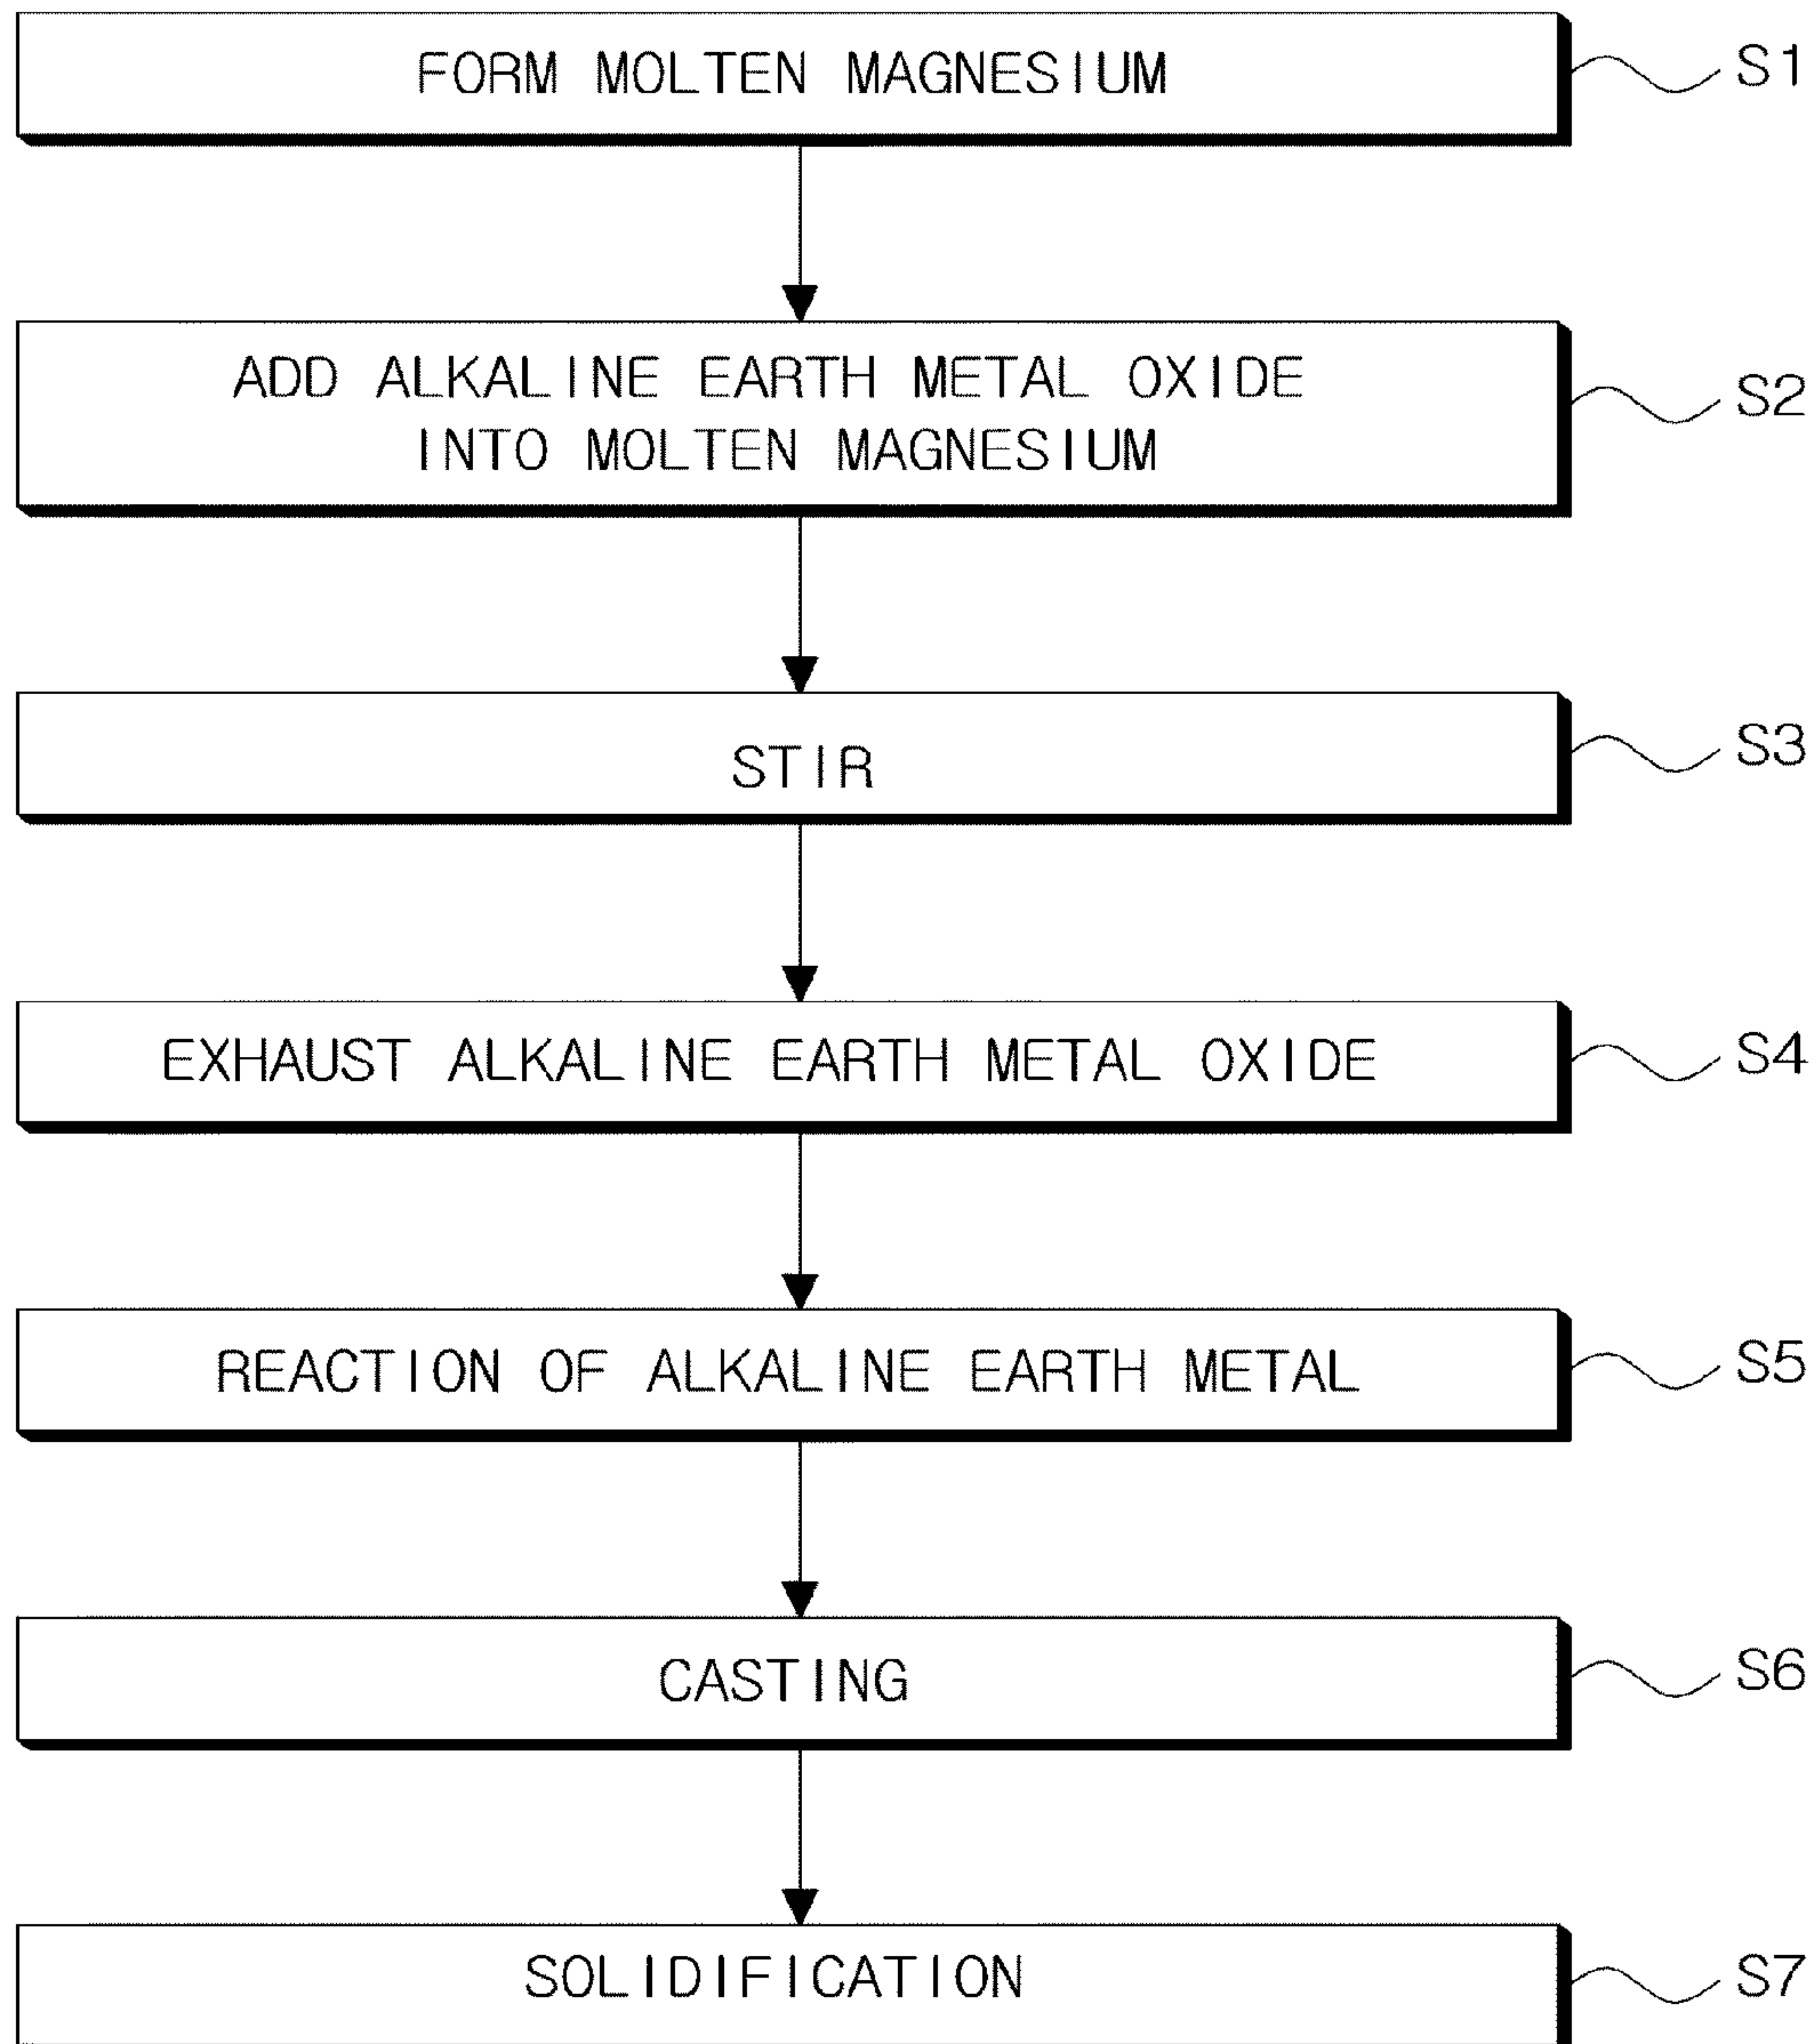 FORM MOLTEN MAGNESIUM
S1
ADD ALKALINE EARTH METAL OXIDE
INTO MOLTEN MAGNESIUM
S2
STIR
S3
EXHAUST ALKALINE EARTH METAL OXIDE
S4
REACTION OF ALKALINE EARTH METAL
S5
CASTING
S6
SOLIDIFICATION
S7